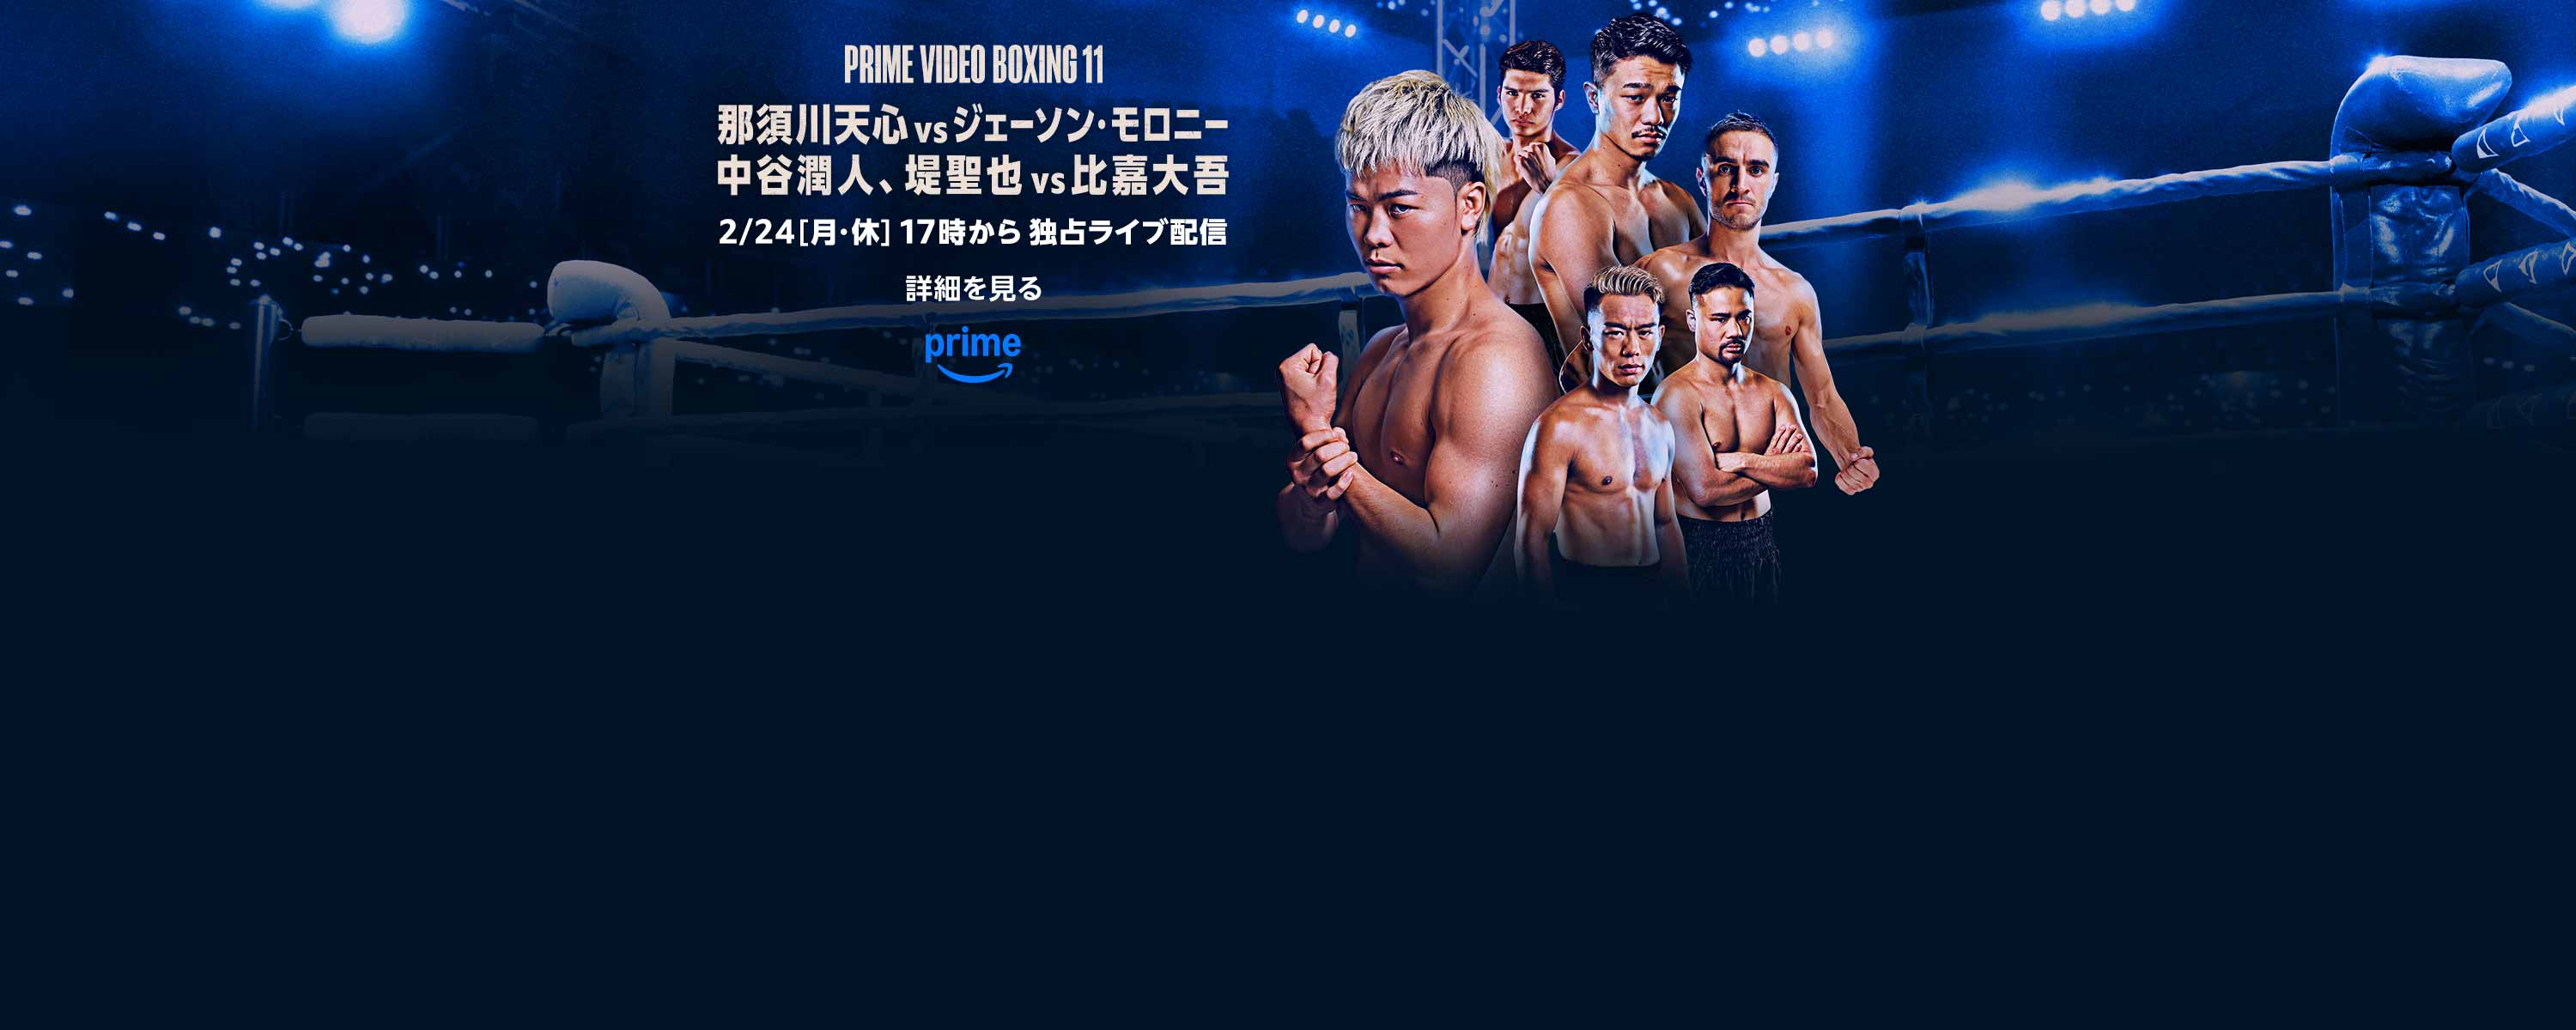 PRIME VIDEO BOXING 11
那須川天心 vs ジェーソン・モロニー
中谷潤人、堤聖也 vs 比嘉大吾
2/24[月・休] 17時から 独占ライブ配信
詳細を見る
prime